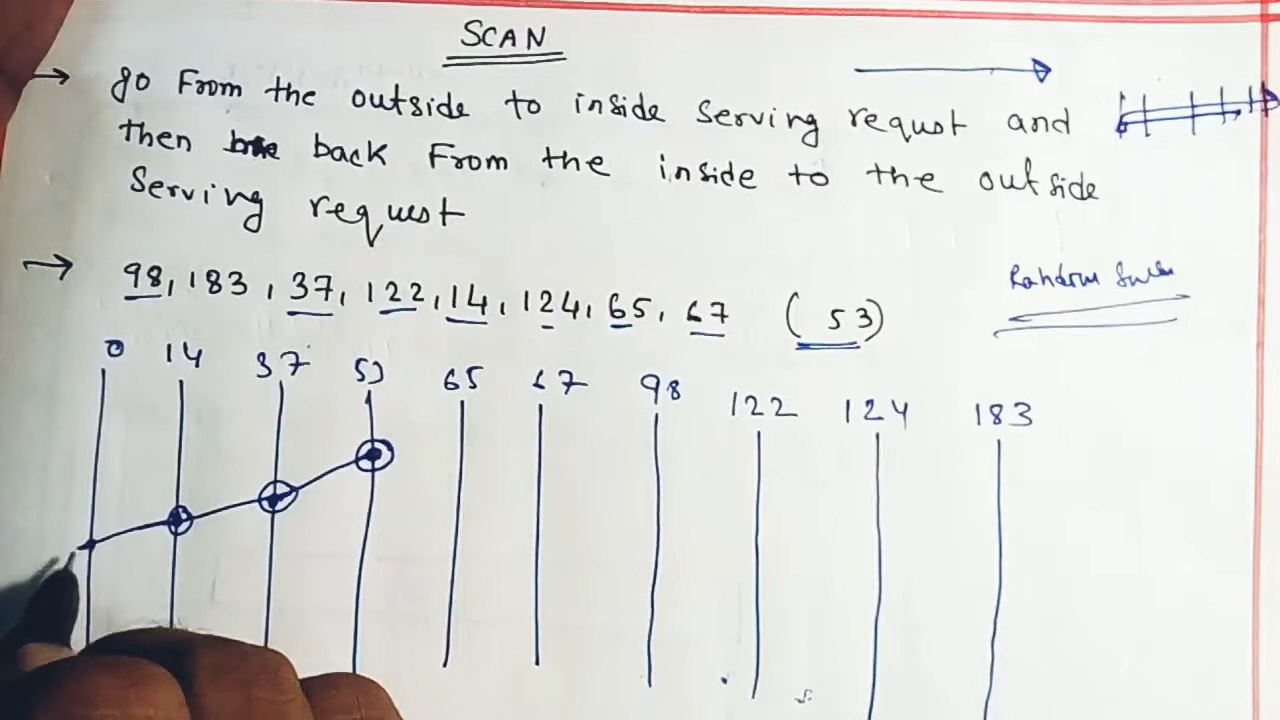 SCAN
→ go From the outside to inside serving requst and
then back From the inside to the outside
Serving request
→ 98, 183, 37, 122, 14, 124, 65, 67 (53)
Random
0 14 37 53 65 67 98 122 124 183